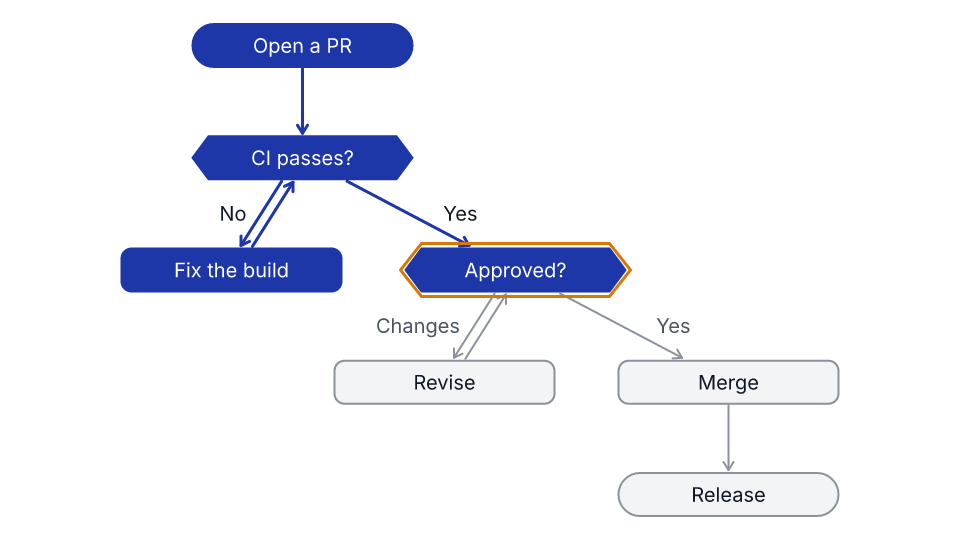 Open a PR
CI passes?
No
Yes
Fix the build
Approved?
Changes
Yes
Revise
Merge
Release